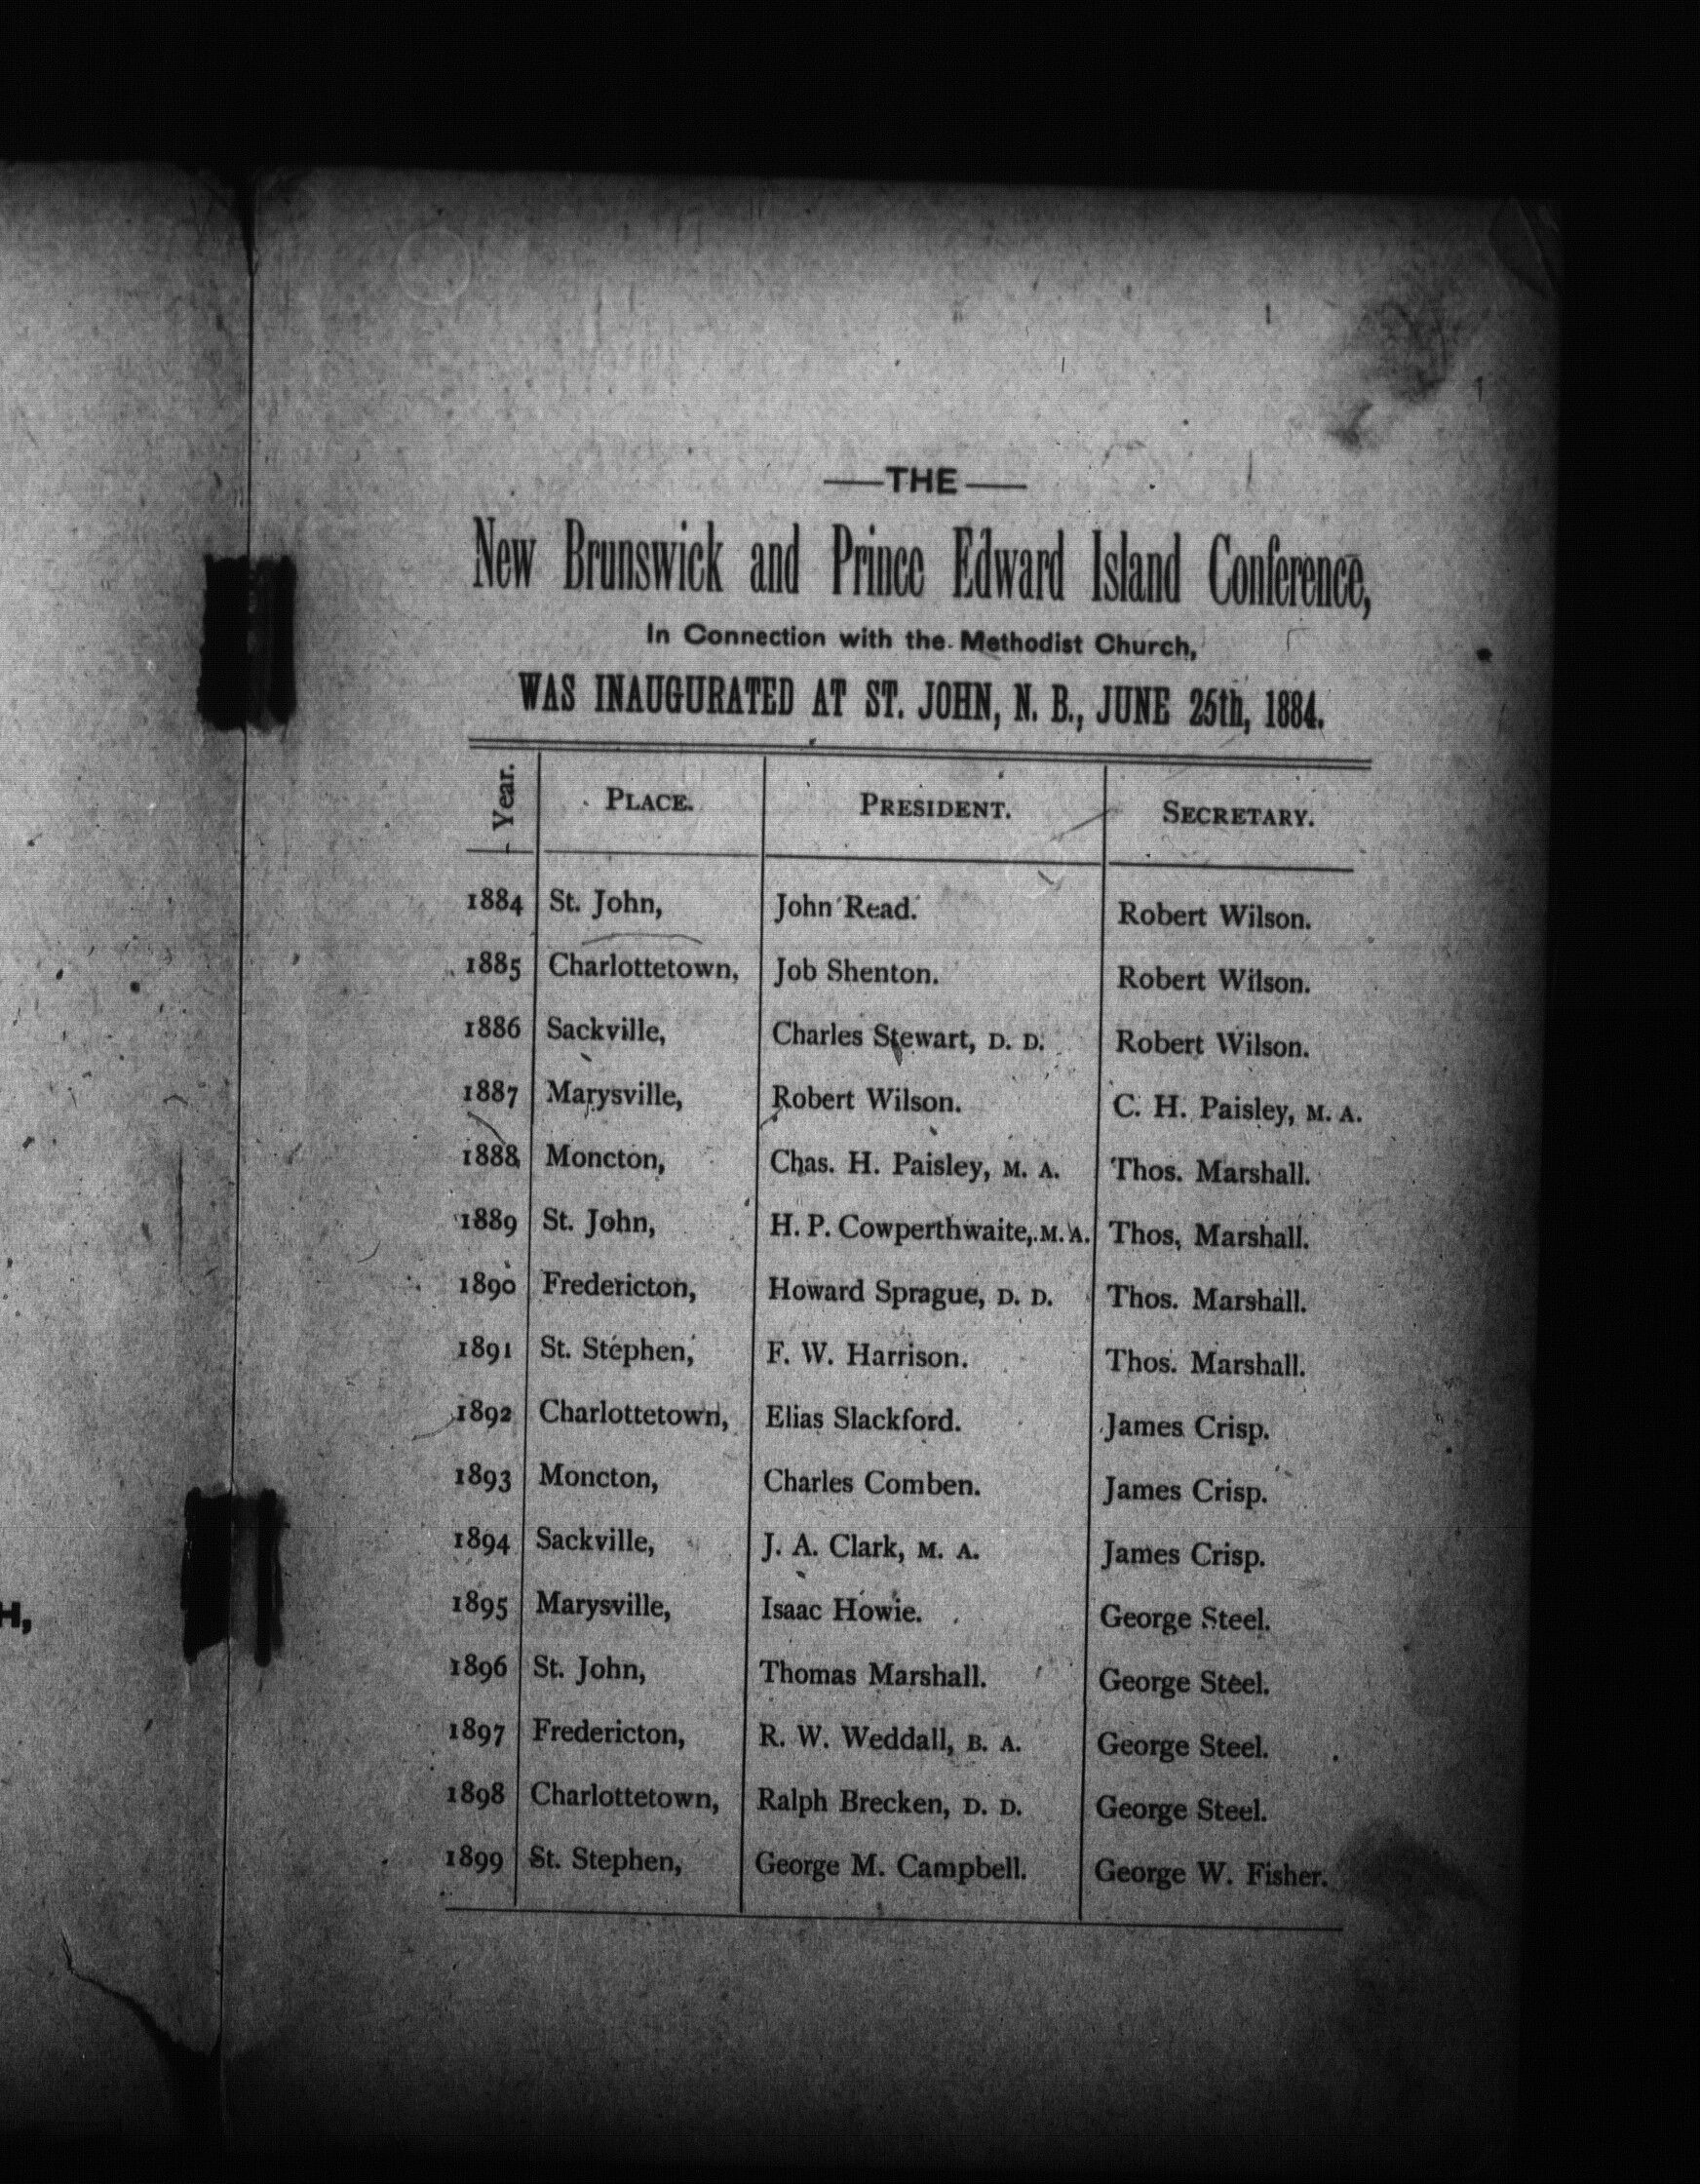 —THE—
New Brunswick and Prince Edward Island Conference,
In Connection with the Methodist Church,
WAS INAUGURATED AT ST. JOHN, N. B., JUNE 25th, 1884.
Year. PLACE. PRESIDENT. SECRETARY.
1884 St. John, John Read. Robert Wilson.
1885 Charlottetown, Job Shenton. Robert Wilson.
1886 Sackville, Charles Stewart, D. D. Robert Wilson.
1887 Marysville, Robert Wilson. C. H. Paisley, M. A.
1888 Moncton, Chas. H. Paisley, M. A. Thos. Marshall.
1889 St. John, H. P. Cowperthwaite, M. A. Thos, Marshall.
1890 Fredericton, Howard Sprague, D. D. Thos. Marshall.
1891 St. Stephen, F. W. Harrison. Thos. Marshall.
1892 Charlottetown, Elias Slackford. James Crisp.
1893 Moncton, Charles Comben. James Crisp.
1894 Sackville, J. A. Clark, M. A. James Crisp.
1895 Marysville, Isaac Howie. George Steel.
1896 St. John, Thomas Marshall. George Steel.
1897 Fredericton, R. W. Weddall, B. A. George Steel.
1898 Charlottetown, Ralph Brecken, D. D. George Steel.
1899 St. Stephen, George M. Campbell. George W. Fisher.
H,